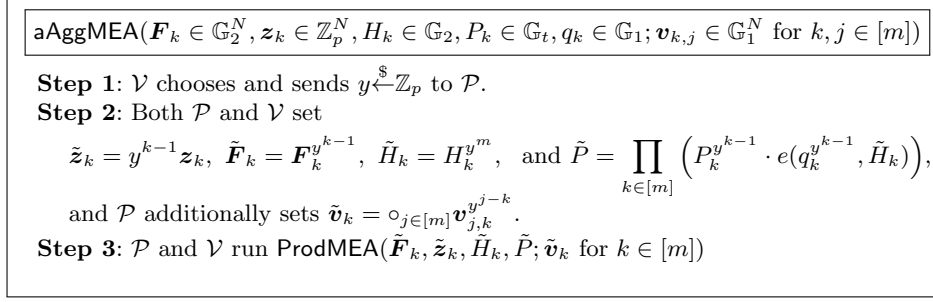 aAggMEA(𝑭_k ∈ 𝔾_2^N, 𝒛_k ∈ ℤ_p^N, H_k ∈ 𝔾_2, P_k ∈ 𝔾_t, q_k ∈ 𝔾_1; 𝒗_{k,j} ∈ 𝔾_1^N for k, j ∈ [m])
Step 1: 𝒱 chooses and sends y ←$ ℤ_p to 𝒫.
Step 2: Both 𝒫 and 𝒱 set
z̃_k = y^{k−1} 𝒛_k, F̃_k = 𝑭_k^{y^{k−1}}, H̃_k = H_k^{y^m}, and P̃ = ∏_{k∈[m]} (P_k^{y^{k−1}} · e(q_k^{y^{k−1}}, H̃_k)),
and 𝒫 additionally sets ṽ_k = ∘_{j∈[m]} 𝒗_{j,k}^{y^{j−k}}.
Step 3: 𝒫 and 𝒱 run ProdMEA(F̃_k, z̃_k, H̃_k, P̃; ṽ_k for k ∈ [m])